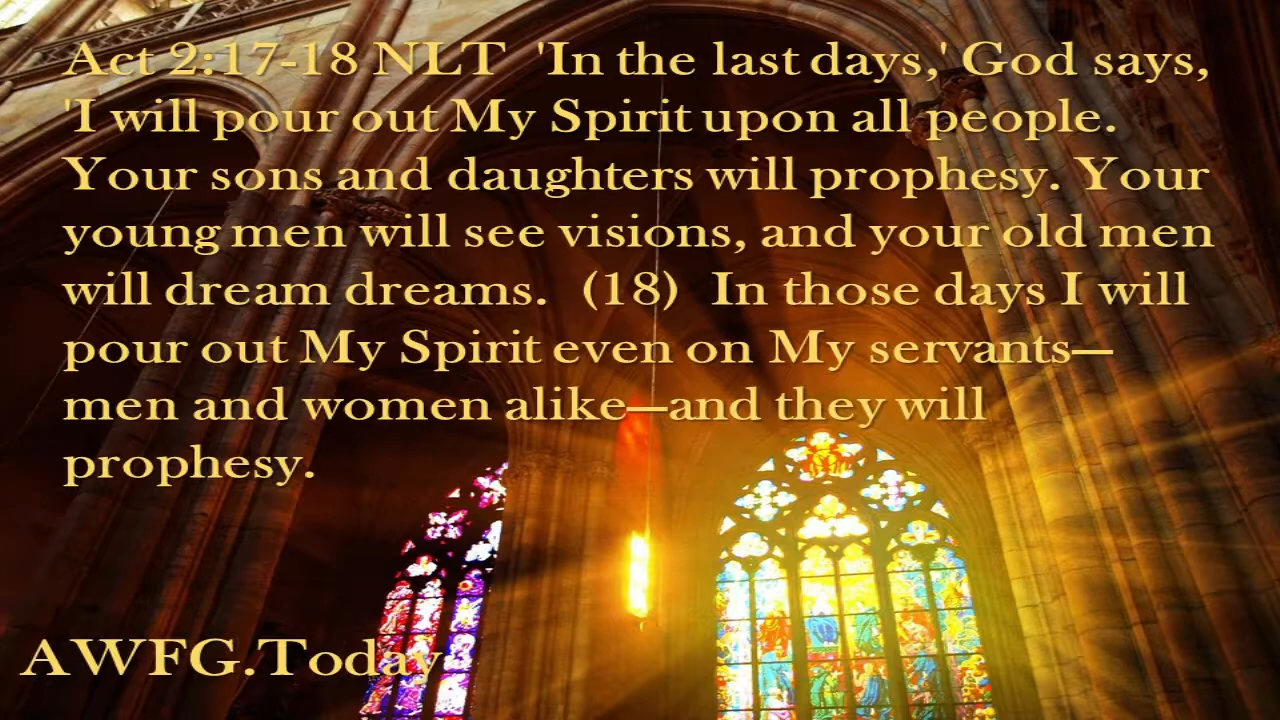 Act 2:17-18 NLT  'In the last days,' God says,
'I will pour out My Spirit upon all people.
Your sons and daughters will prophesy. Your
young men will see visions, and your old men
will dream dreams.  (18)  In those days I will
pour out My Spirit even on My servants—
men and women alike—and they will
prophesy.
AWFG.Today